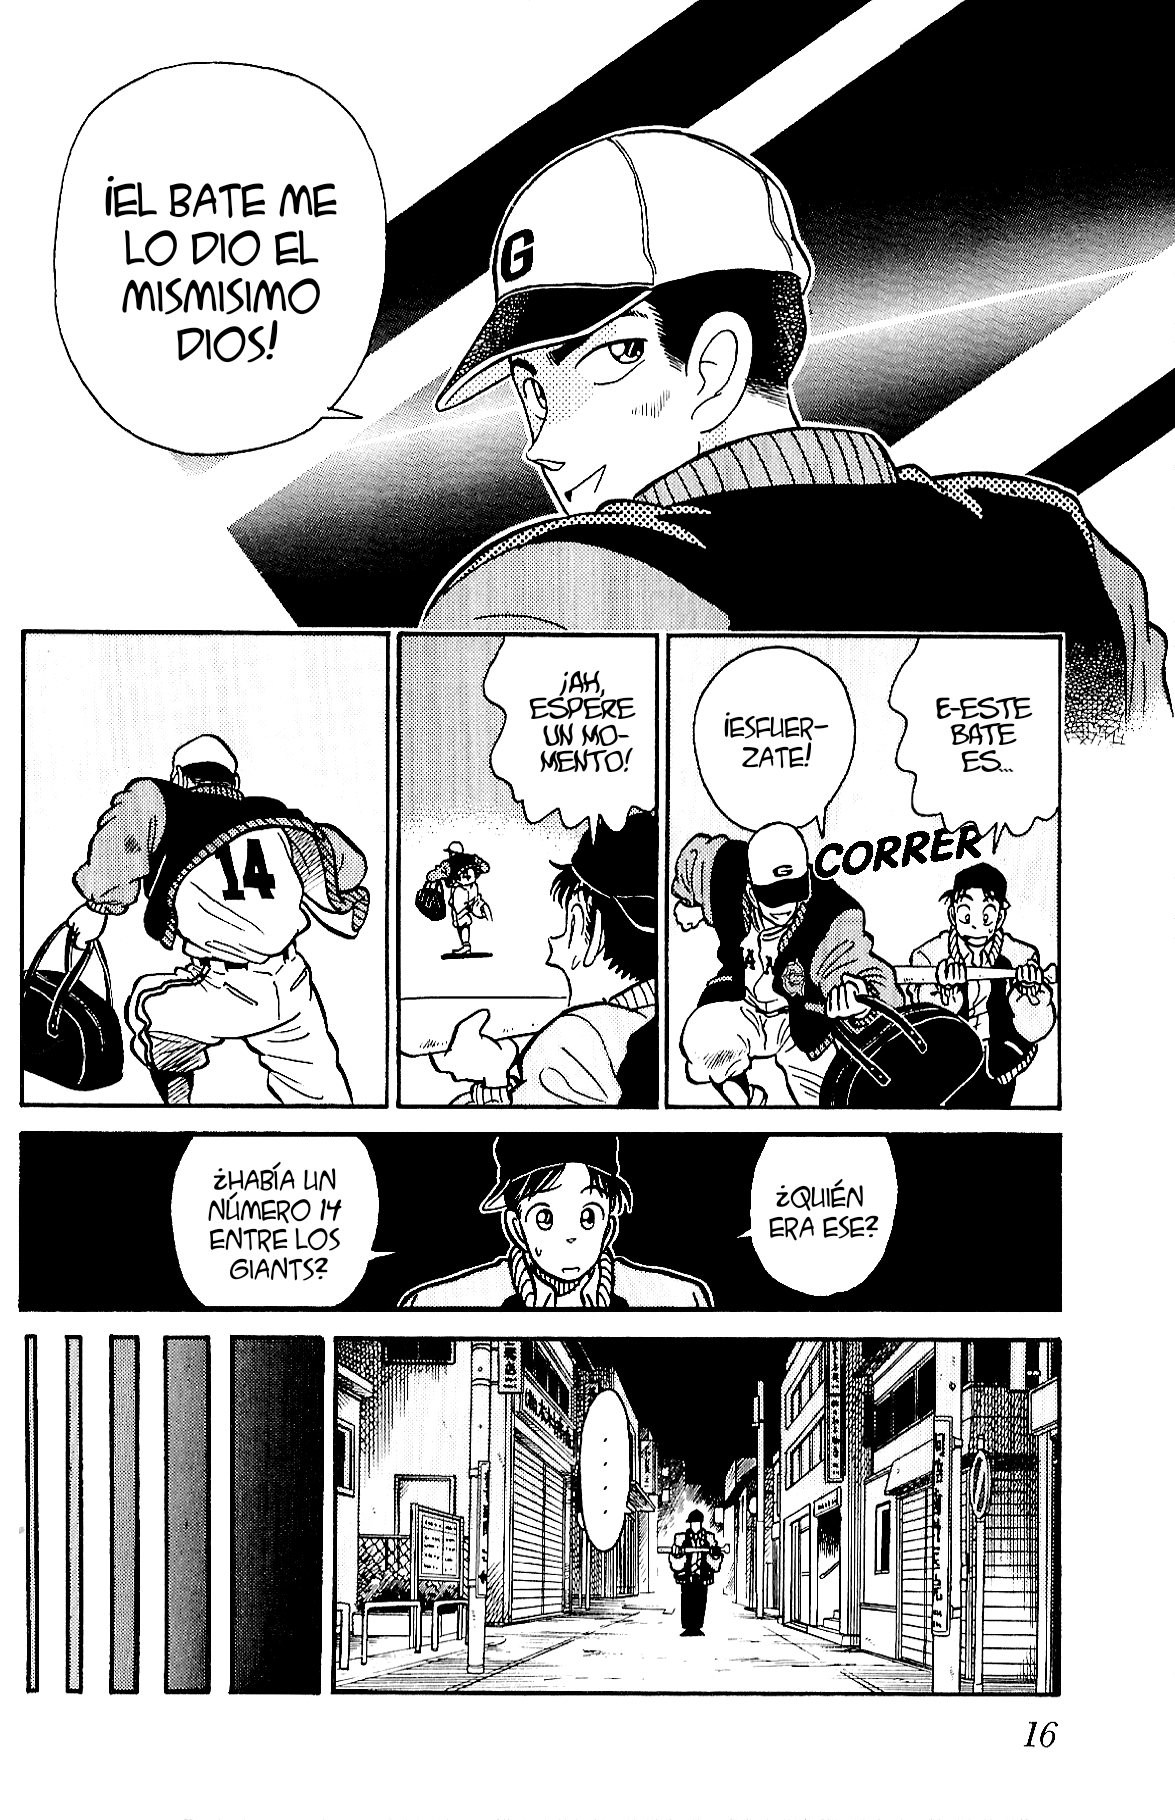 ¡EL BATE ME
LO DIO EL
MISMISIMO
DIOS!
G
E-ESTE
BATE
ES...
¡ESFUER-
ZATE!
CORRER
G
¡AH,
ESPERE
UN MO-
MENTO!
14
¿QUIÉN
ERA ESE?
¿HABÍA UN
NÚMERO 14
ENTRE LOS
GIANTS?
....
16